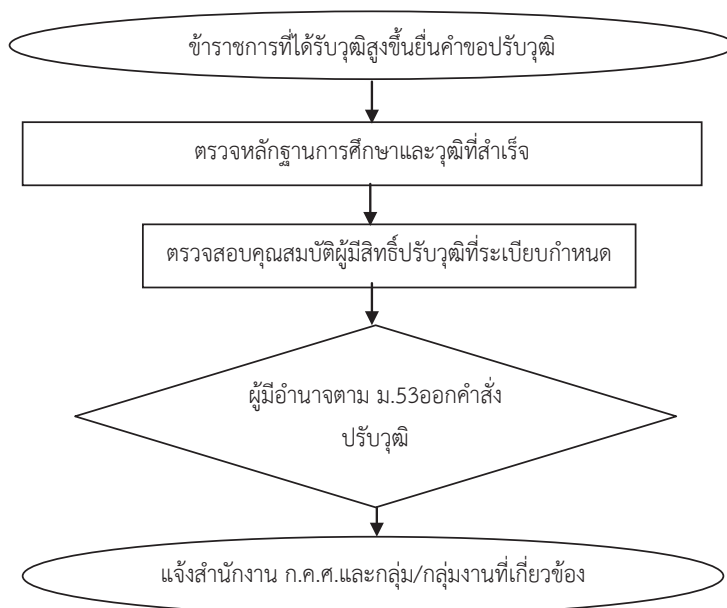 ข้าราชการที่ได้รับวุฒิสูงขึ้นยื่นคำขอปรับวุฒิ
ตรวจหลักฐานการศึกษาและวุฒิที่สำเร็จ
ตรวจสอบคุณสมบัติผู้มีสิทธิ์ปรับวุฒิที่ระเบียบกำหนด
ผู้มีอำนาจตาม ม.53ออกคำสั่ง
ปรับวุฒิ
แจ้งสำนักงาน ก.ค.ศ.และกลุ่ม/กลุ่มงานที่เกี่ยวข้อง